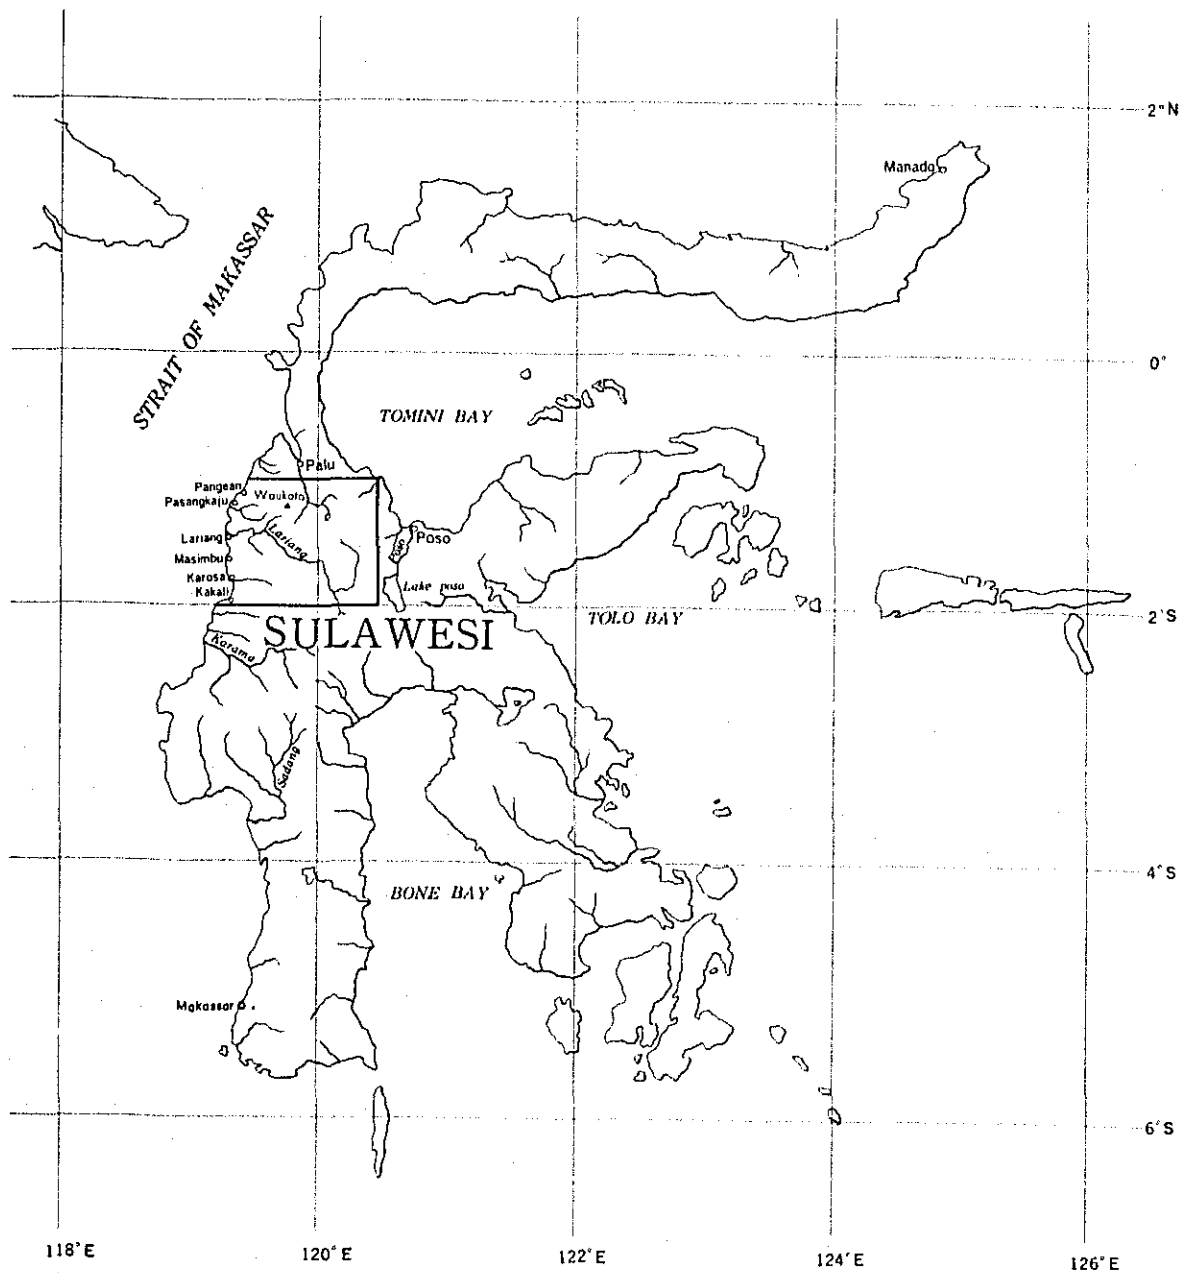 2°N
Manado
STRAIT OF MAKASSAR
0°
TOMINI BAY
Palu
Pangean
Waukoto
Pasangkaju
Lariang
Lariang
Poso
Poso
Masimbu
Karosa
Lake poso
Kakali
2°S
TOLO BAY
SULAWESI
Karama
Sadang
4°S
BONE BAY
Makassar
6°S
118°E
120°E
122°E
124°E
126°E